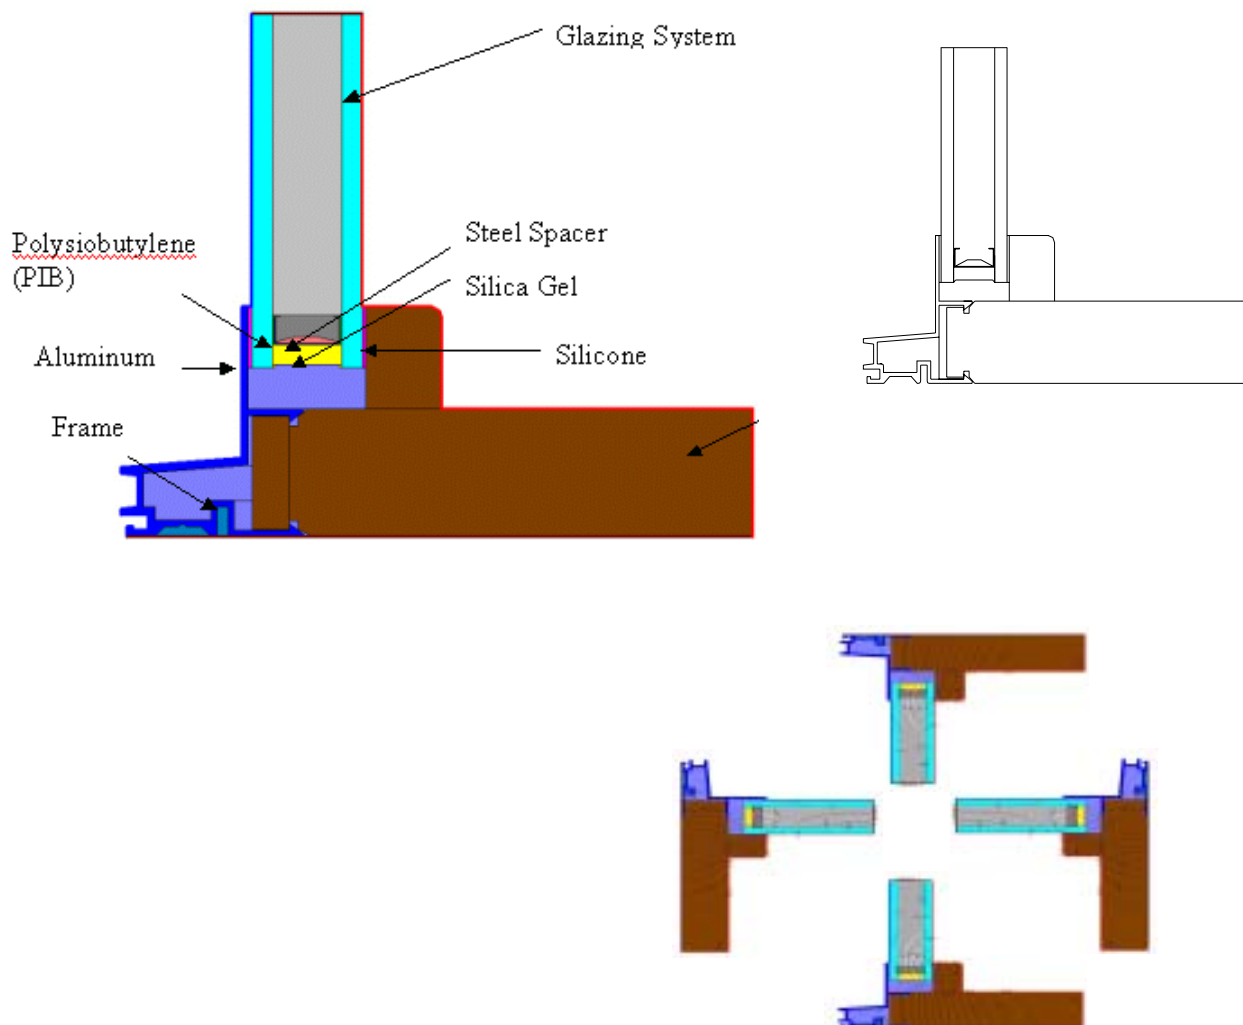 Glazing System
Steel Spacer
Polysiobutylene
(PIB)
Silica Gel
Aluminum
Silicone
Frame